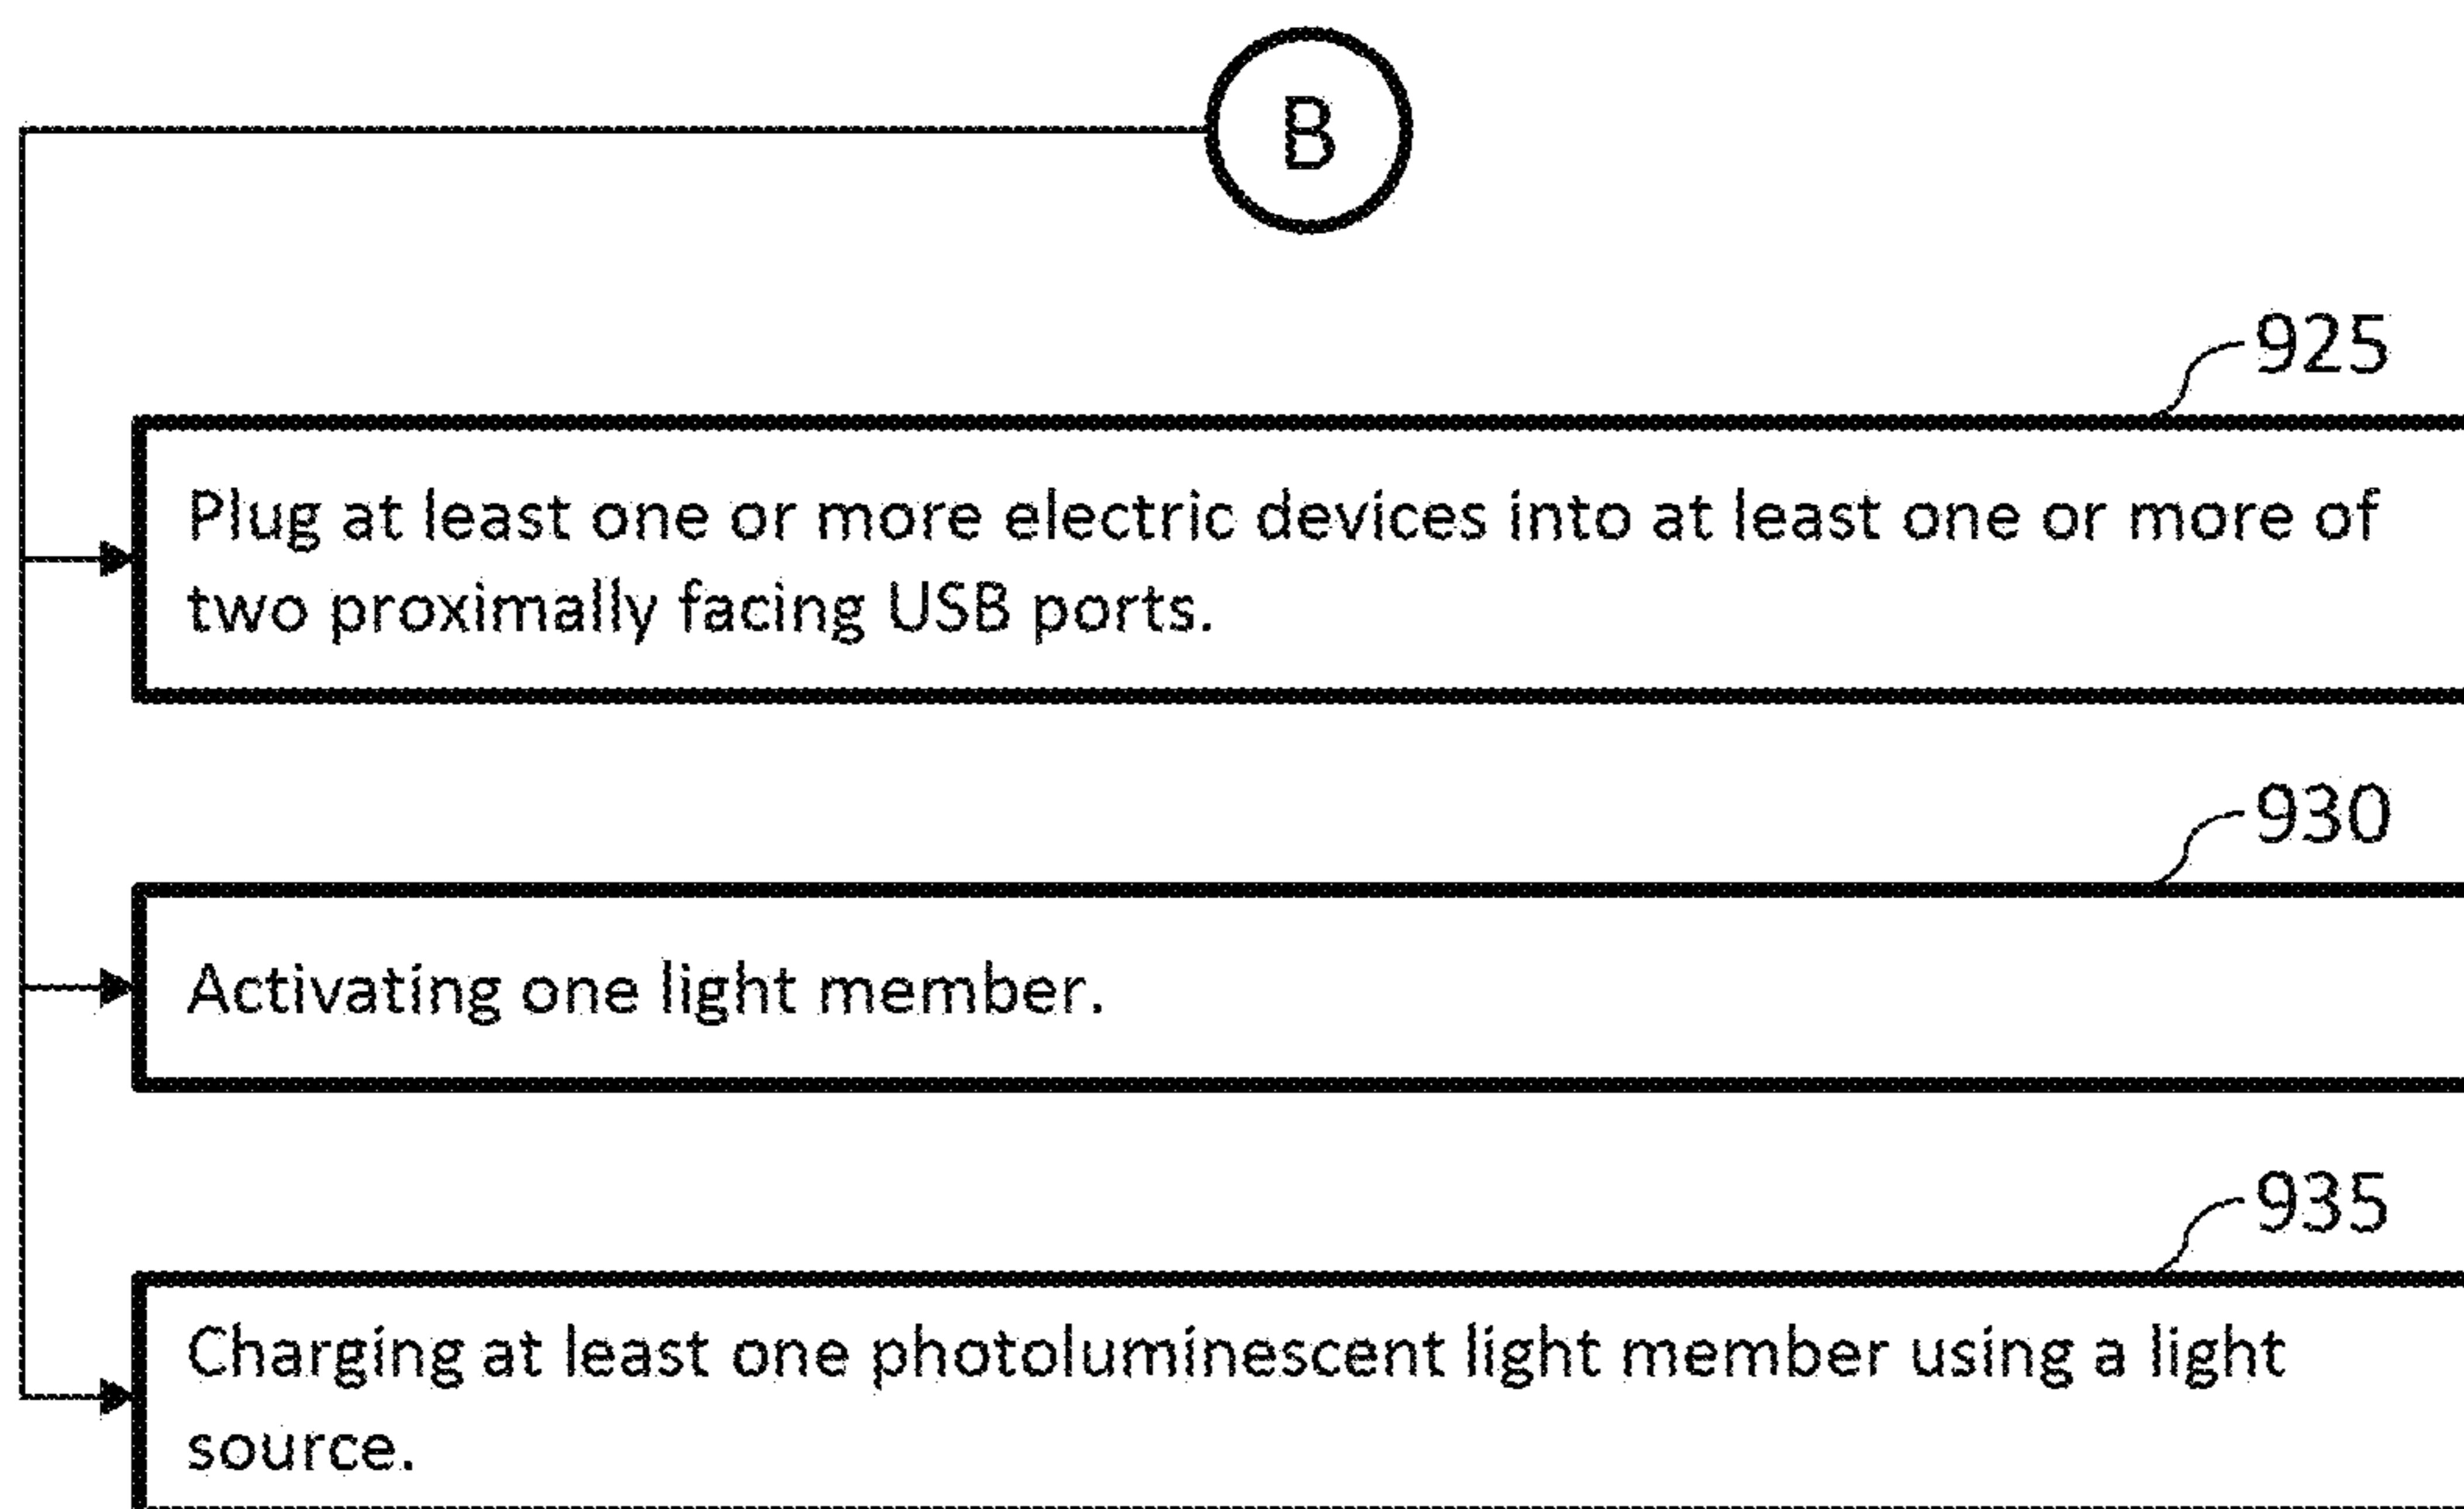 B
925
Plug at least one or more electric devices into at least one or more of
two proximally facing USB ports.
930
Activating one light member.
935
Charging at least one photoluminescent light member using a light
source.